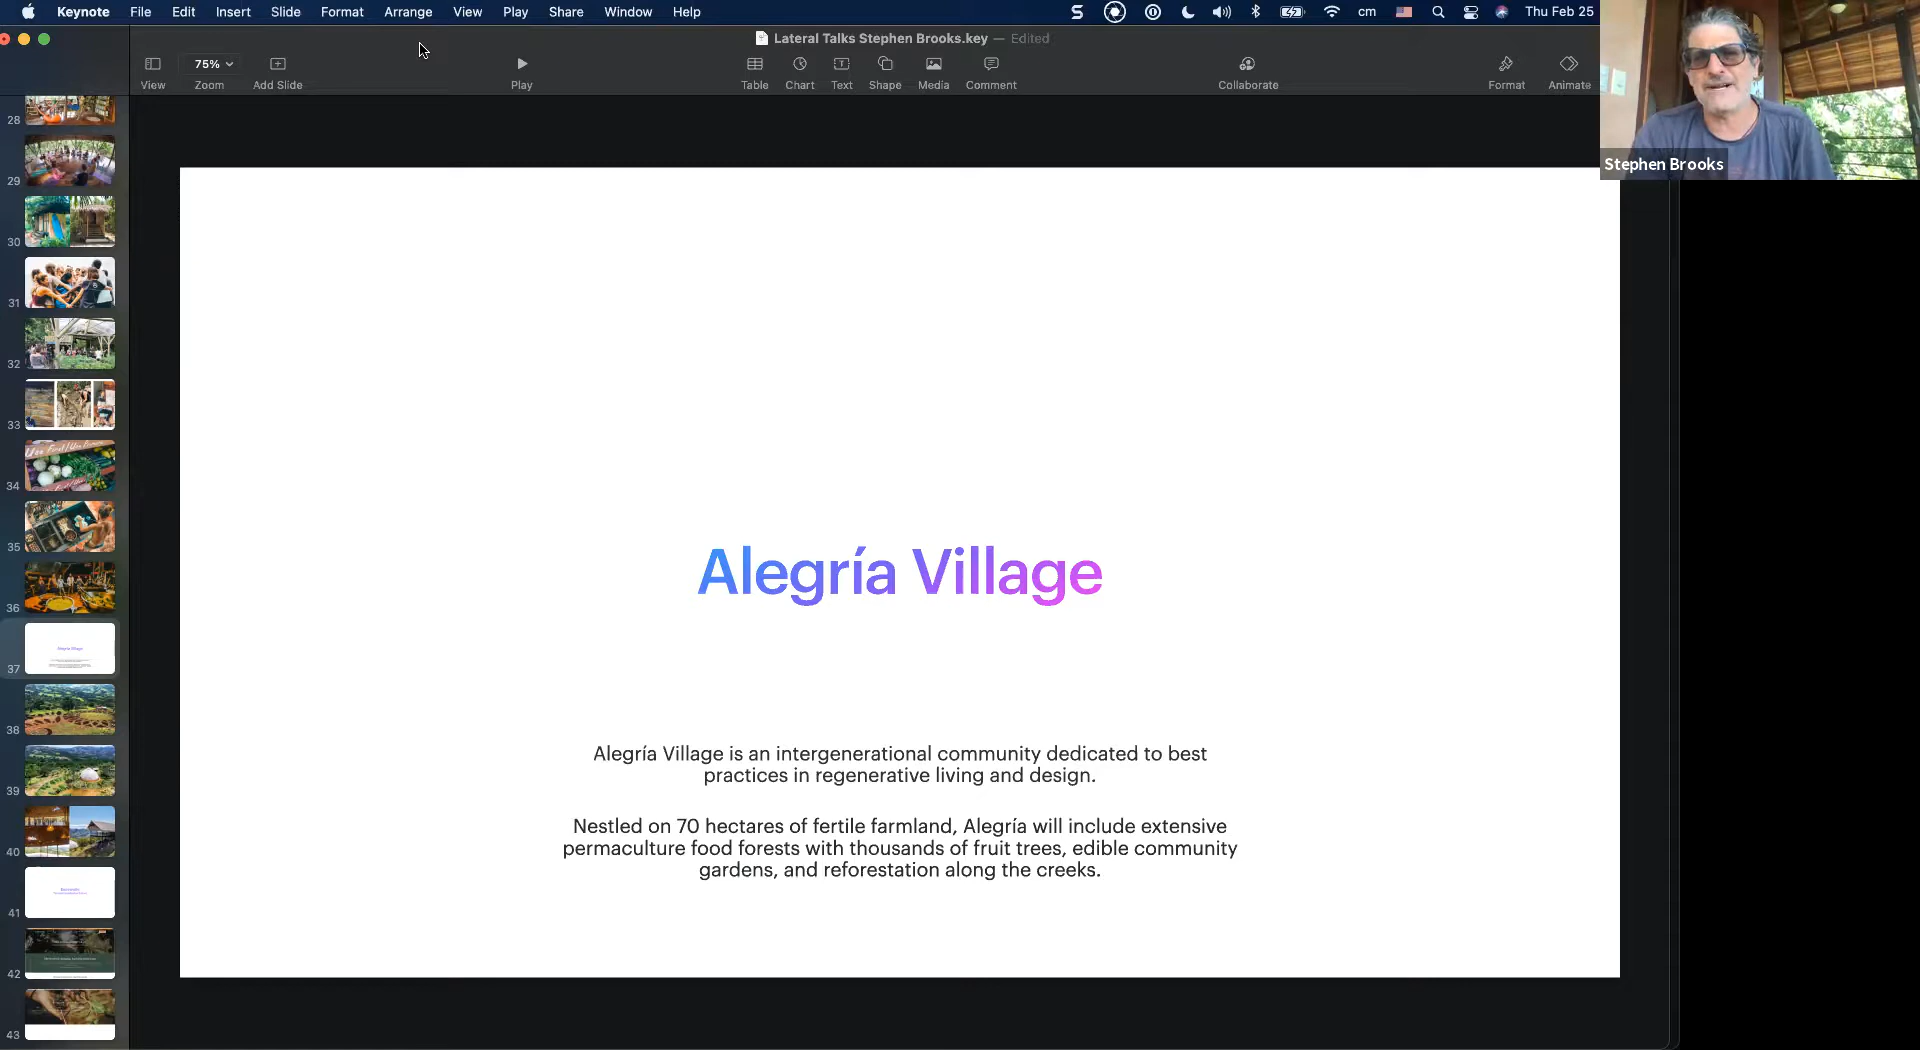 Keynote File Edit Insert Slide Format Arrange View Play Share Window Help
cm Thu Feb 25
Lateral Talks Stephen Brooks.key — Edited
75%
View Zoom Add Slide Play Table Chart Text Shape Media Comment Collaborate Format Animate
Stephen Brooks
28
29
30
31
32
33
34
35
36
37
38
39
40
41
42
43
Alegría Village
Alegría Village is an intergenerational community dedicated to best
practices in regenerative living and design.
Nestled on 70 hectares of fertile farmland, Alegría will include extensive
permaculture food forests with thousands of fruit trees, edible community
gardens, and reforestation along the creeks.